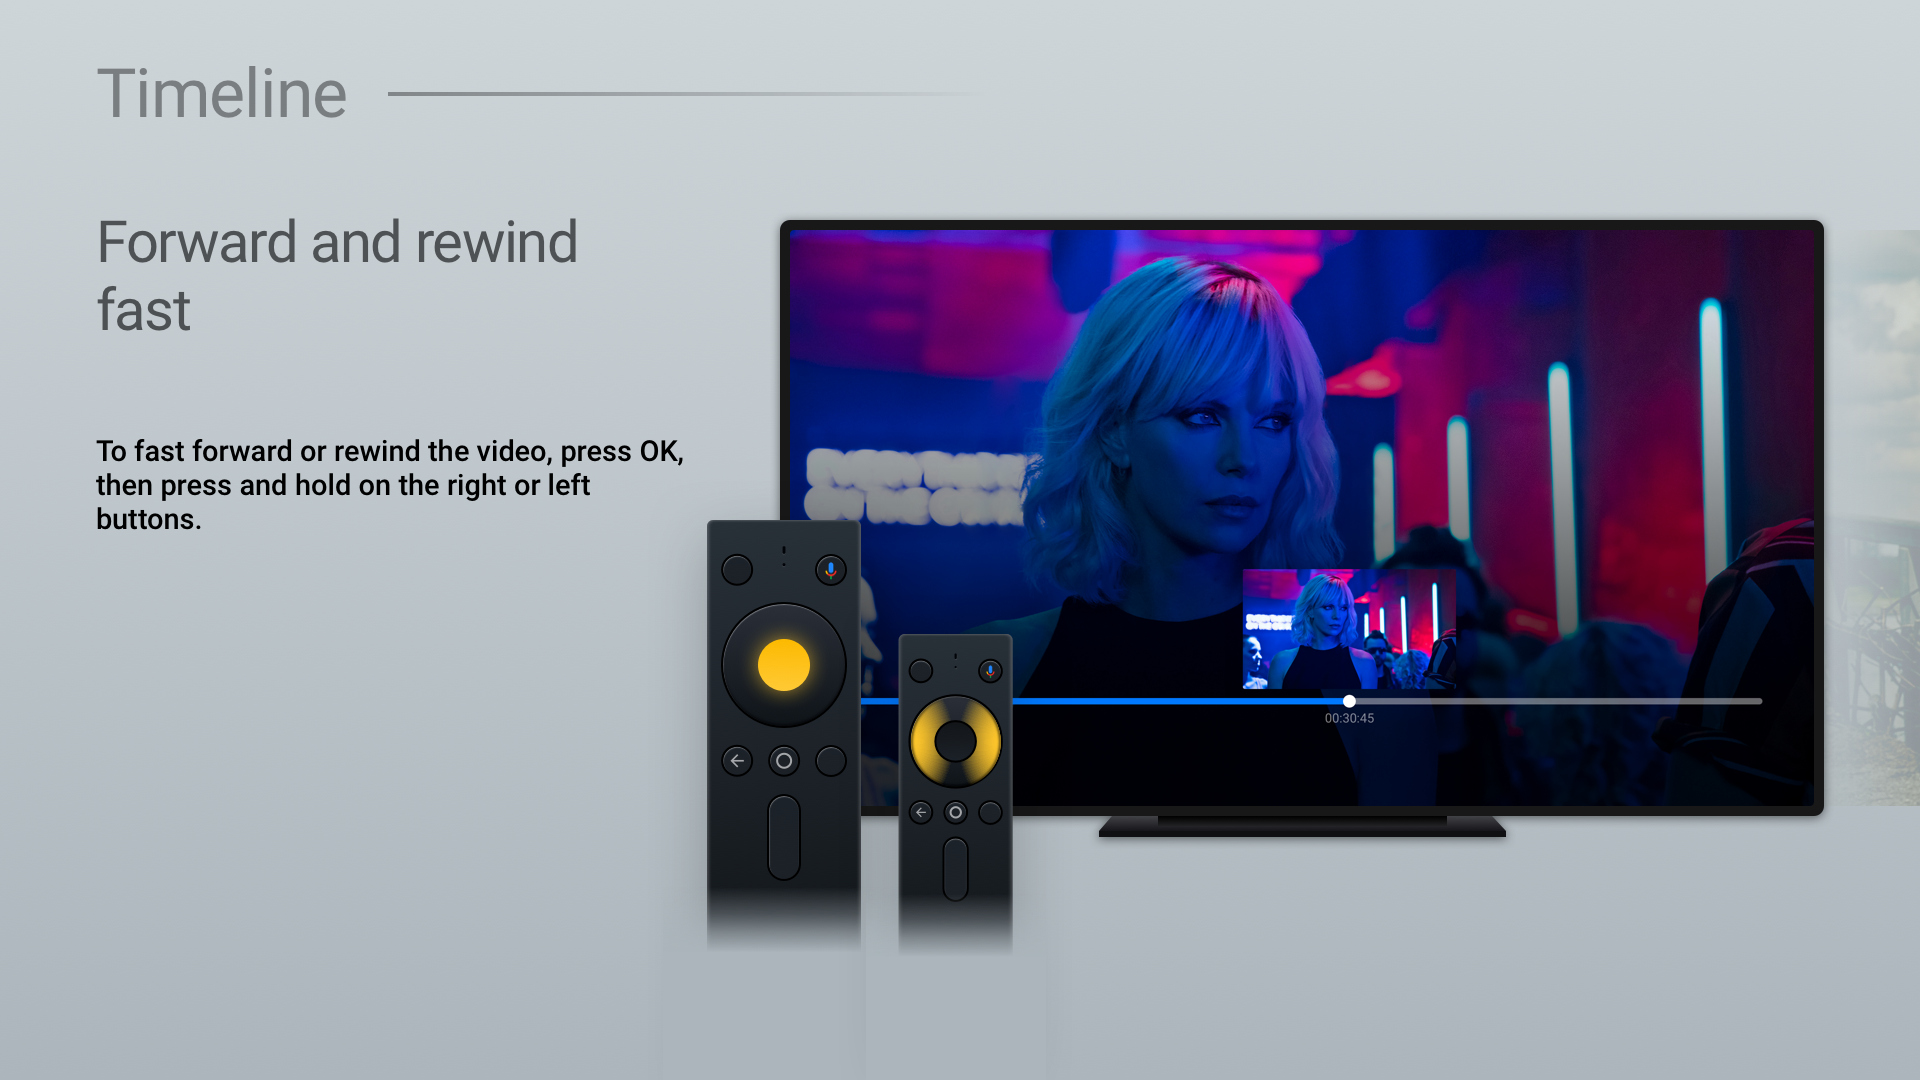 Timeline
Forward and rewind
fast
To fast forward or rewind the video, press OK,
then press and hold on the right or left
buttons.
00:30:45